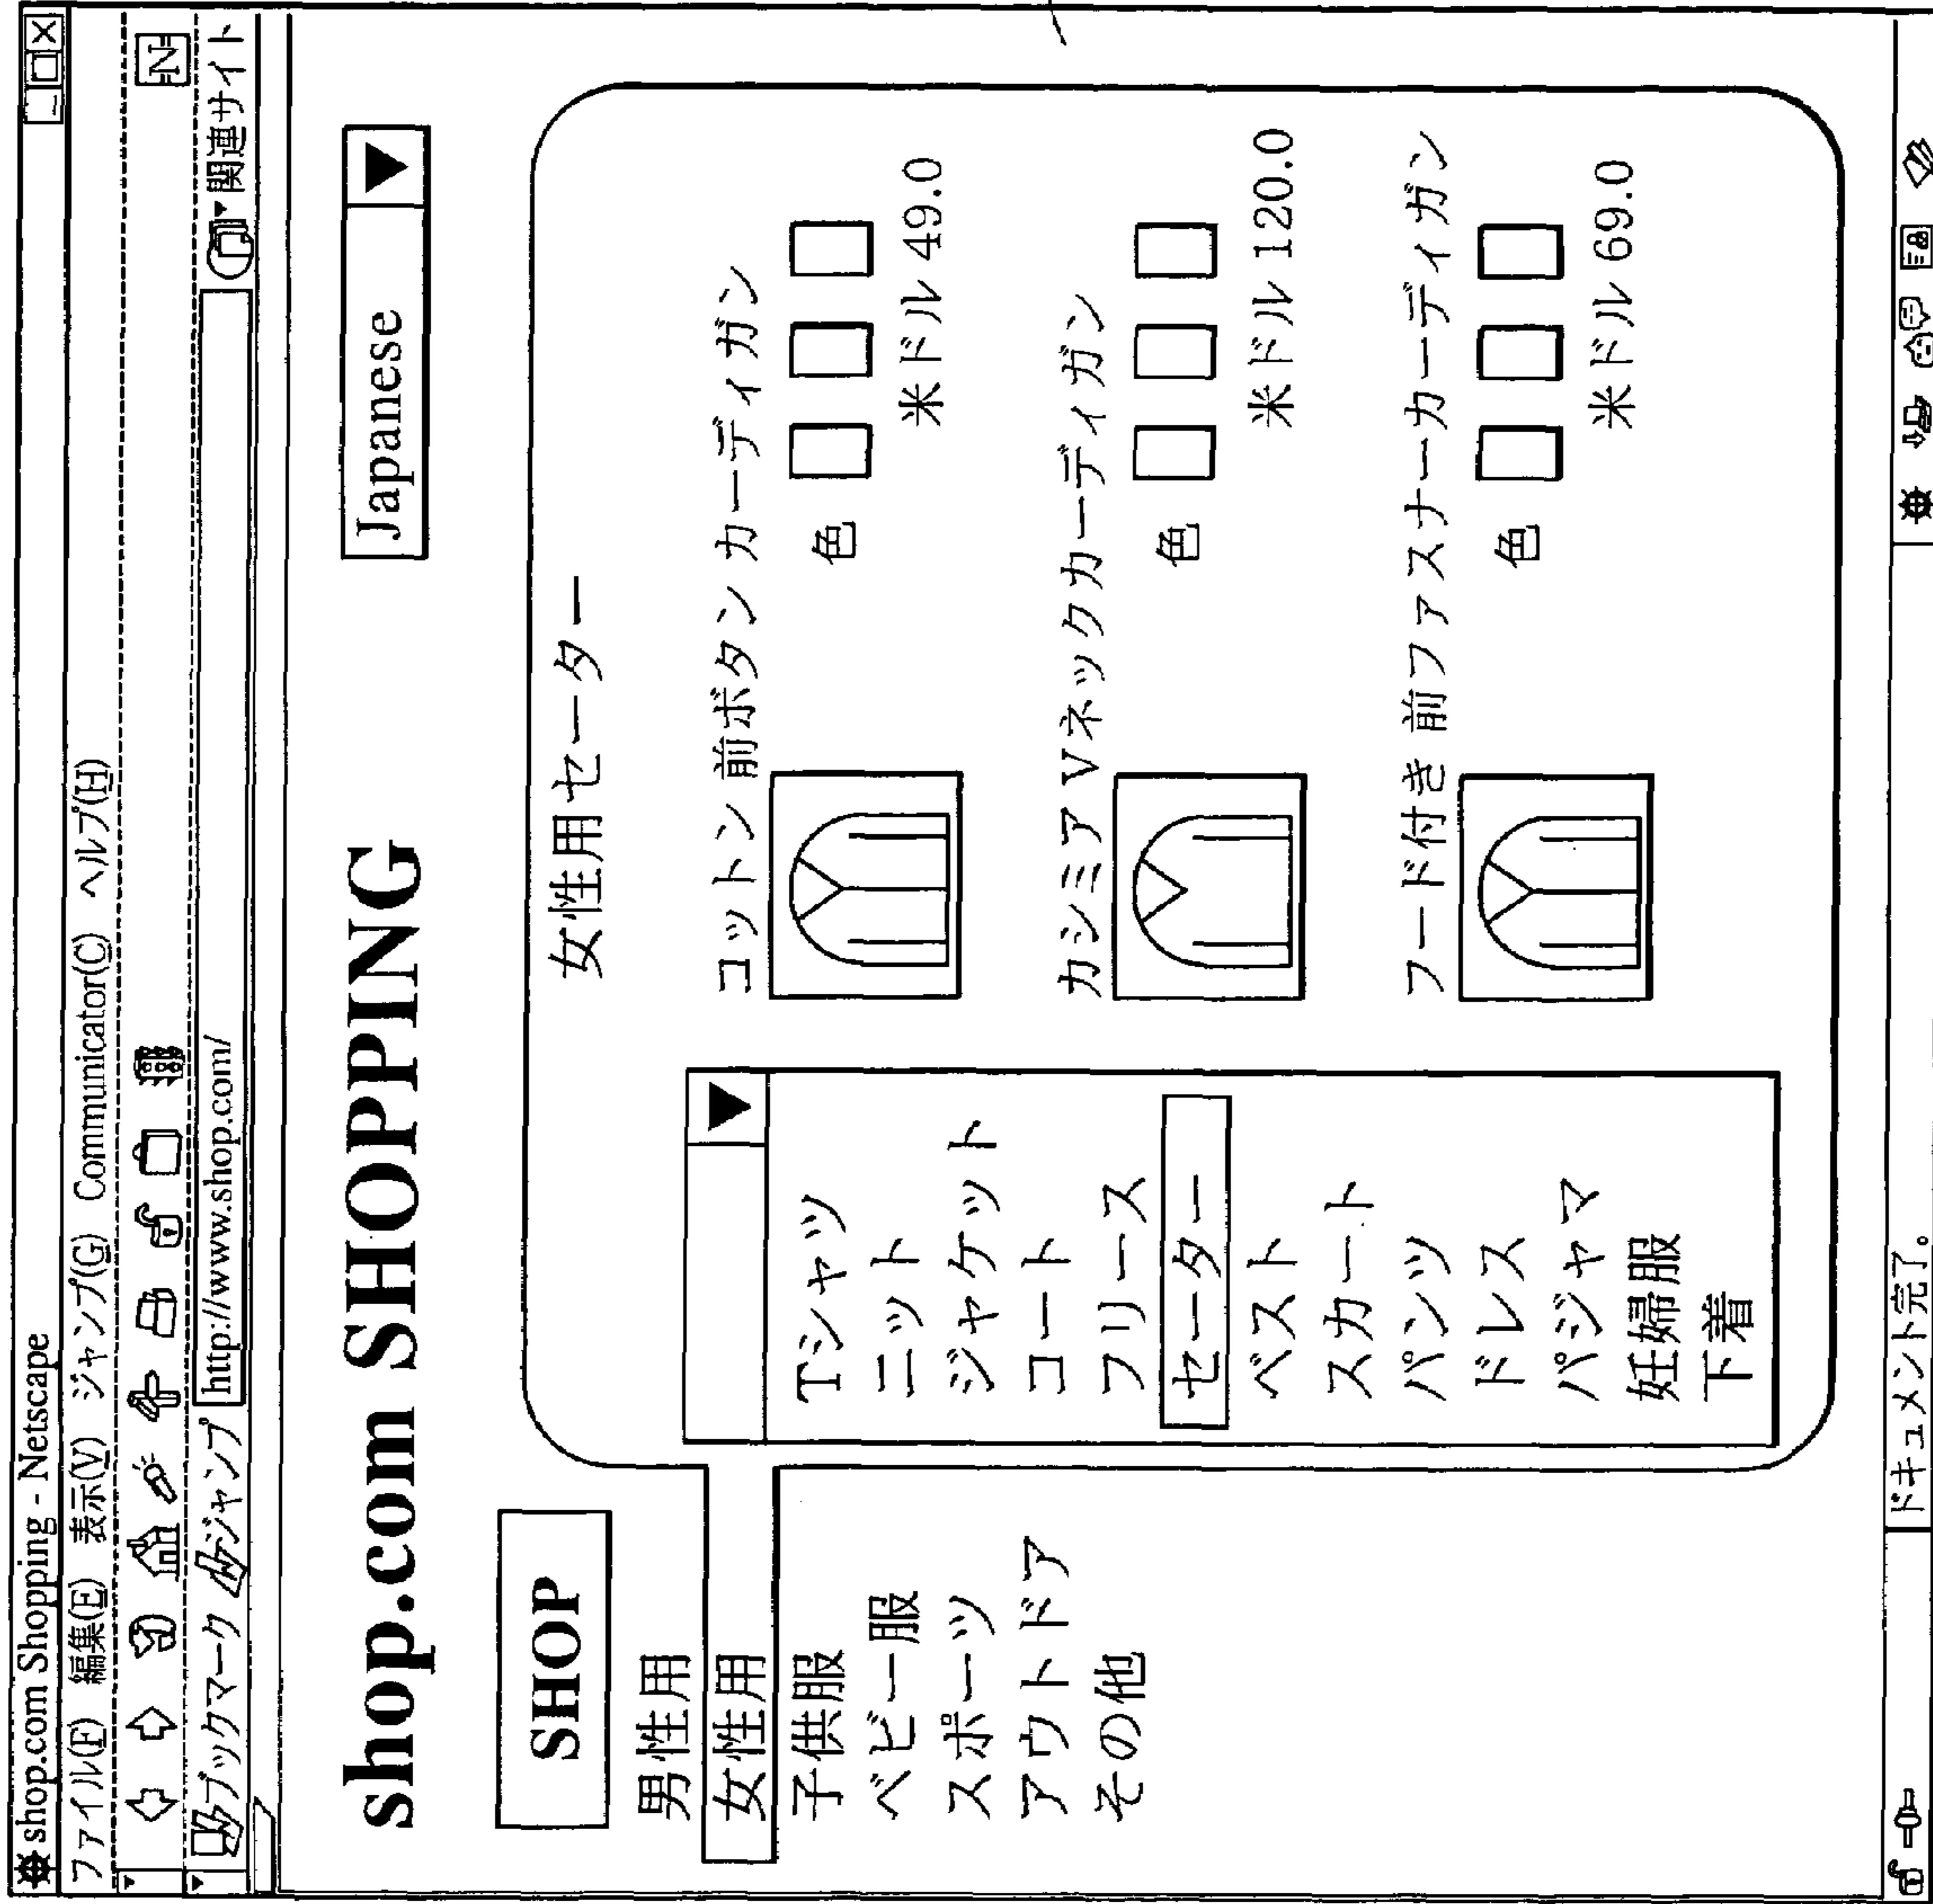 shop.com Shopping - Netscape
ファイル(F) 編集(E) 表示(V) ジャンプ(G) Communicator(C) ヘルプ(H)
N
ブックマーク ジャンプ http://www.shop.com/ 関連サイト
shop.com SHOPPING Japanese
SHOP
男性用
女性用
子供服
ベビー服
スポーツ
アウトドア
その他
Tシャツ
ニット
ジャケット
コート
フリース
セーター
ベスト
スカート
パンツ
ドレス
パジャマ
妊婦服
下着
女性用セーター
コットン 前ボタン カーディガン
色
米ドル 49.0
カシミア Vネックカーディガン
色
米ドル 120.0
フード付き 前ファスナーカーディガン
色
米ドル 69.0
ドキュメント完了。